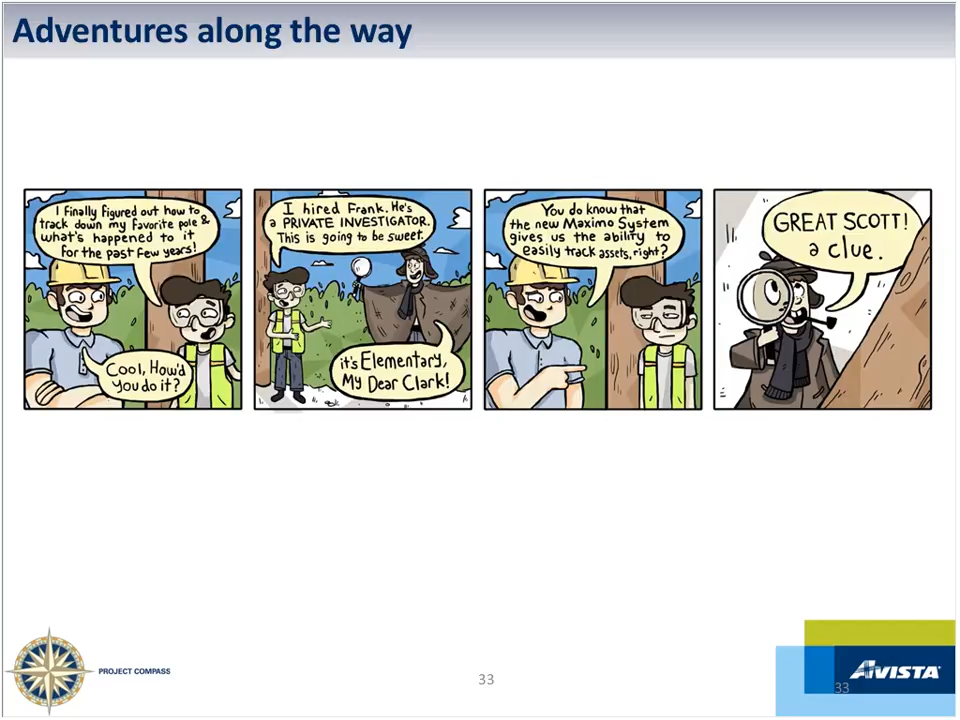 Adventures along the way
I finally figured out how to
track down my favorite pole &
what's happened to it
for the past few years!
Cool, How'd
you do it?
I hired Frank. He's
a PRIVATE INVESTIGATOR.
This is going to be sweet.
it's Elementary,
My Dear Clark!
You do know that
the new Maximo System
gives us the ability to
easily track assets, right?
GREAT SCOTT!
a clue.
PROJECT COMPASS
33
AVISTA
33